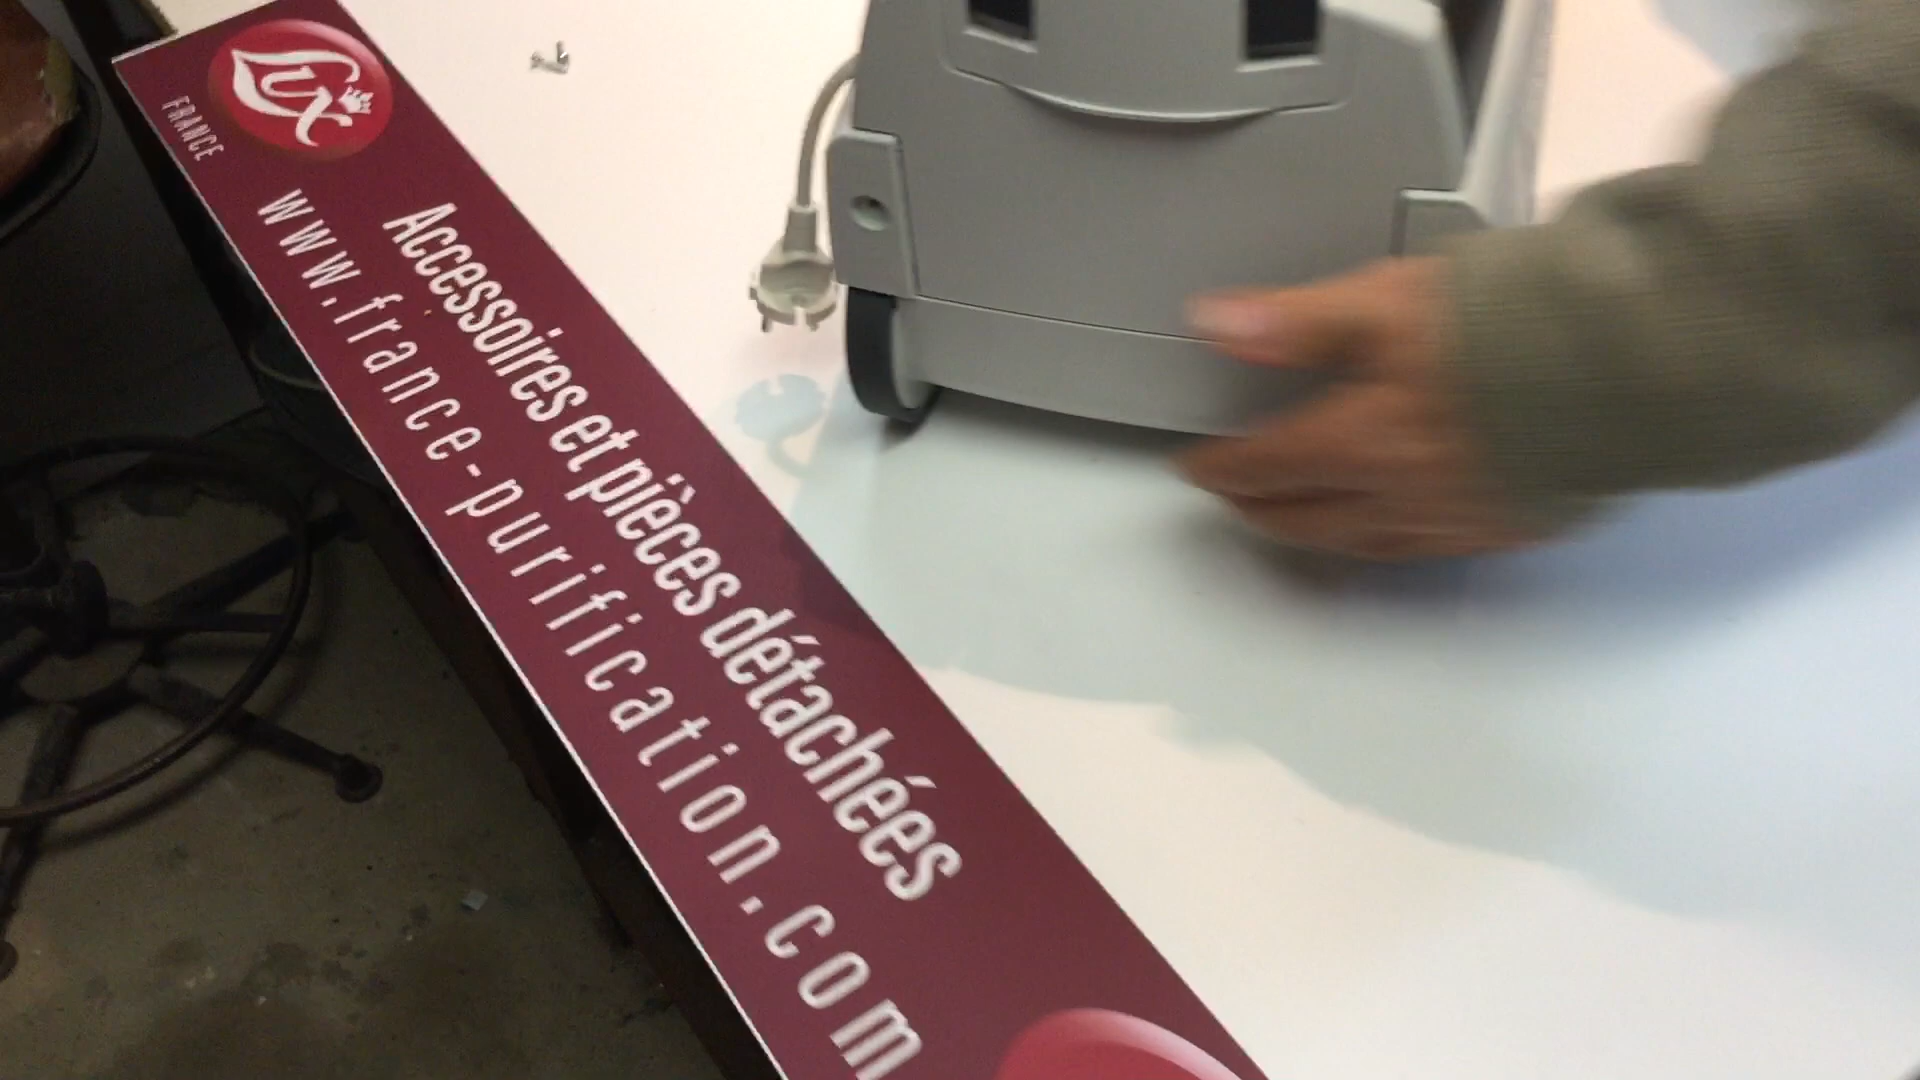 Lux
FRANCE
Accessoires et pièces détachées
www.france-purification.com